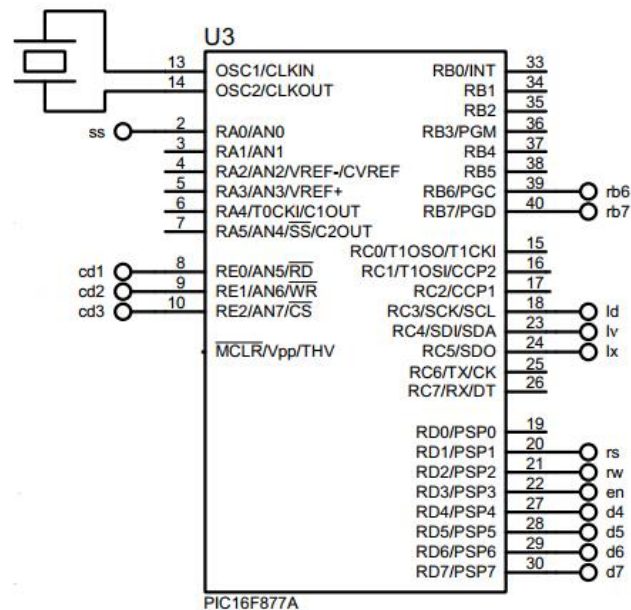 U3
13 OSC1/CLKIN RB0/INT 33
14 OSC2/CLKOUT RB1 34
RB2 35
ss 2 RA0/AN0 RB3/PGM 36
3 RA1/AN1 RB4 37
4 RA2/AN2/VREF-/CVREF RB5 38
5 RA3/AN3/VREF+ RB6/PGC 39 rb6
6 RA4/T0CKI/C1OUT RB7/PGD 40 rb7
7 RA5/AN4/SS/C2OUT
RC0/T1OSO/T1CKI 15
cd1 8 RE0/AN5/RD RC1/T1OSI/CCP2 16
cd2 9 RE1/AN6/WR RC2/CCP1 17
cd3 10 RE2/AN7/CS RC3/SCK/SCL 18 ld
RC4/SDI/SDA 23 lv
MCLR/Vpp/THV RC5/SDO 24 lx
RC6/TX/CK 25
RC7/RX/DT 26
RD0/PSP0 19
RD1/PSP1 20 rs
RD2/PSP2 21 rw
RD3/PSP3 22 en
RD4/PSP4 27 d4
RD5/PSP5 28 d5
RD6/PSP6 29 d6
RD7/PSP7 30 d7
PIC16F877A